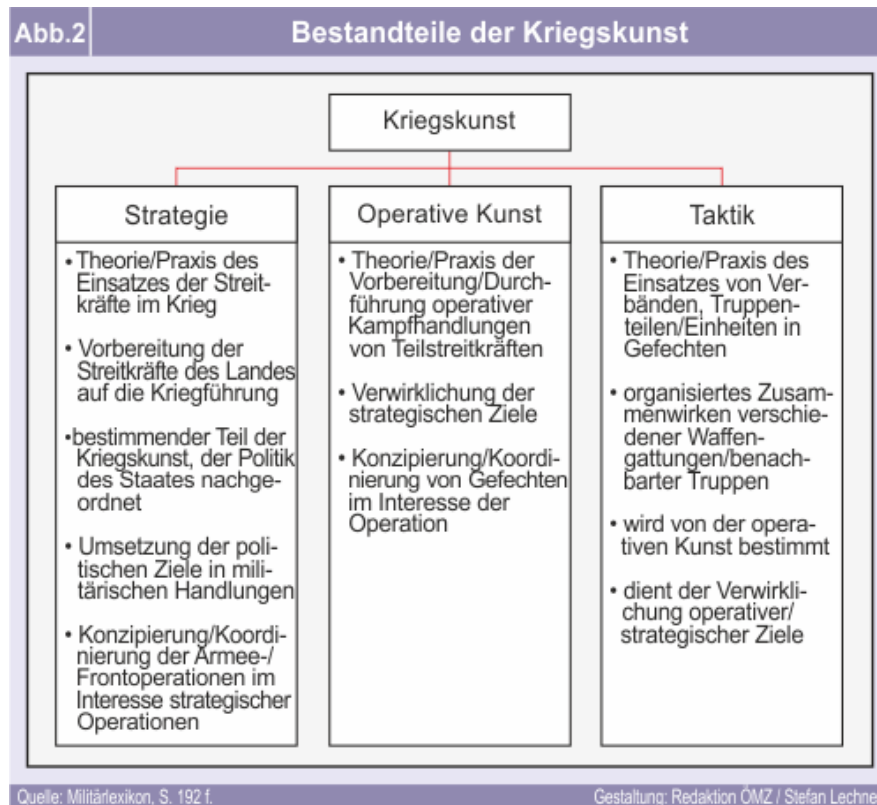 Abb.2
Bestandteile der Kriegskunst
Kriegskunst
Strategie
• Theorie/Praxis des
Einsatzes der Streit-
kräfte im Krieg
• Vorbereitung der
Streitkräfte des Landes
auf die Kriegführung
•bestimmender Teil der
Kriegskunst, der Politik
des Staates nachge-
ordnet
• Umsetzung der poli-
tischen Ziele in mili-
tärischen Handlungen
• Konzipierung/Koordi-
nierung der Armee-/
Frontoperationen im
Interesse strategischer
Operationen
Operative Kunst
• Theorie/Praxis der
Vorbereitung/Durch-
führung operativer
Kampfhandlungen
von Teilstreitkräften
• Verwirklichung der
strategischen Ziele
• Konzipierung/Koordi-
nierung von Gefechten
im Interesse der
Operation
Taktik
• Theorie/Praxis des
Einsatzes von Ver-
bänden, Truppen-
teilen/Einheiten in
Gefechten
• organisiertes Zusam-
menwirken verschie-
dener Waffen-
gattungen/benach-
barter Truppen
• wird von der opera-
tiven Kunst bestimmt
• dient der Verwirkli-
chung operativer/
strategischer Ziele
Quelle: Militärlexikon, S. 192 f.
Gestaltung: Redaktion ÖMZ / Stefan Lechne